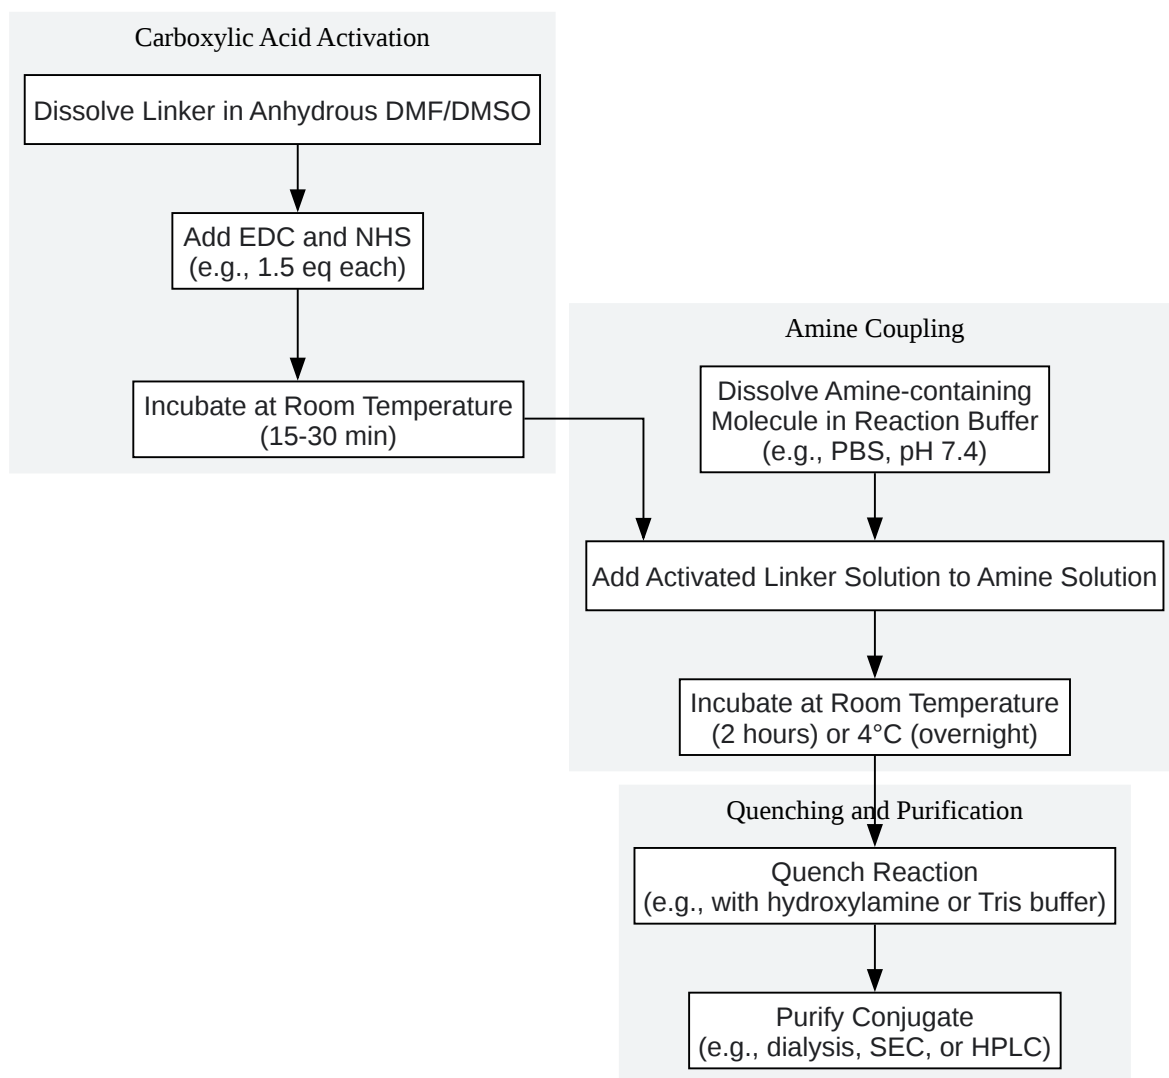 Carboxylic Acid Activation
Dissolve Linker in Anhydrous DMF/DMSO
Add EDC and NHS
(e.g., 1.5 eq each)
Incubate at Room Temperature
(15-30 min)
Amine Coupling
Dissolve Amine-containing
Molecule in Reaction Buffer
(e.g., PBS, pH 7.4)
Add Activated Linker Solution to Amine Solution
Incubate at Room Temperature
(2 hours) or 4°C (overnight)
Quenching and Purification
Quench Reaction
(e.g., with hydroxylamine or Tris buffer)
Purify Conjugate
(e.g., dialysis, SEC, or HPLC)